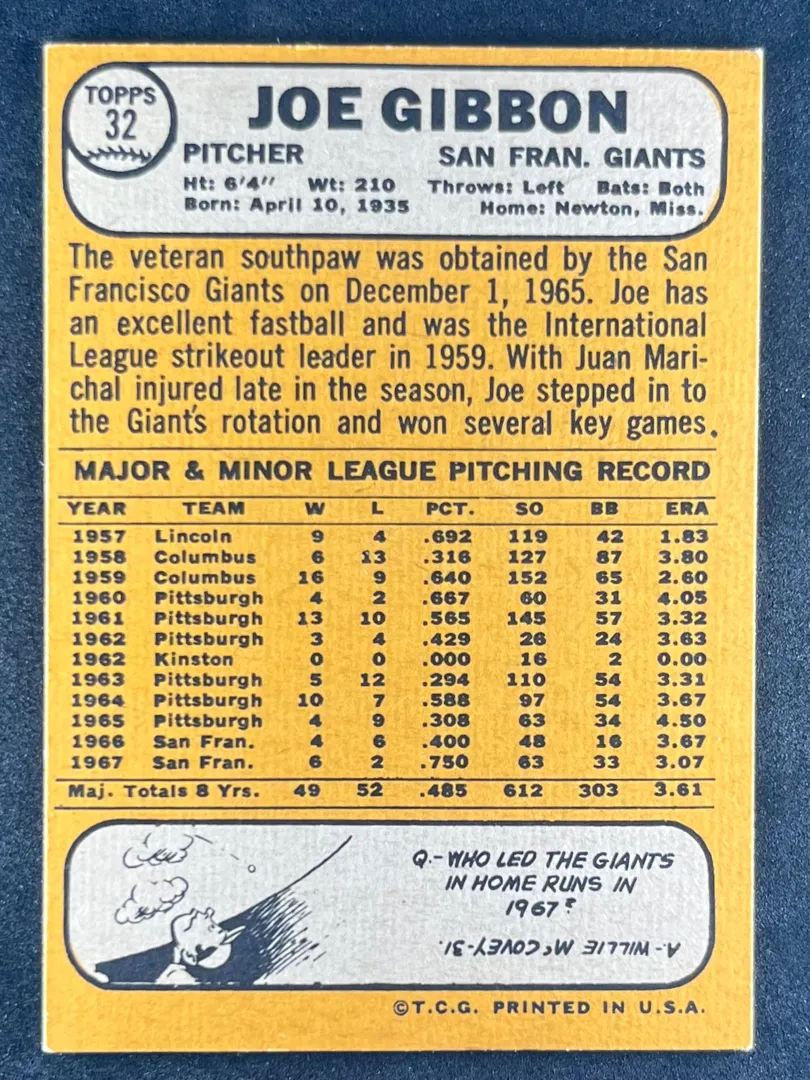 TOPPS
32
JOE GIBBON
PITCHER SAN FRAN. GIANTS
Ht: 6'4" Wt: 210 Throws: Left Bats: Both
Born: April 10, 1935 Home: Newton, Miss.
The veteran southpaw was obtained by the San
Francisco Giants on December 1, 1965. Joe has
an excellent fastball and was the International
League strikeout leader in 1959. With Juan Mari-
chal injured late in the season, Joe stepped in to
the Giant's rotation and won several key games.
MAJOR & MINOR LEAGUE PITCHING RECORD
YEAR TEAM W L PCT. SO BB ERA
1957 Lincoln 9 4 .692 119 42 1.83
1958 Columbus 6 13 .316 127 87 3.80
1959 Columbus 16 9 .640 152 65 2.60
1960 Pittsburgh 4 2 .667 60 31 4.05
1961 Pittsburgh 13 10 .565 145 57 3.32
1962 Pittsburgh 3 4 .429 26 24 3.63
1962 Kinston 0 0 .000 16 2 0.00
1963 Pittsburgh 5 12 .294 110 54 3.31
1964 Pittsburgh 10 7 .588 97 54 3.67
1965 Pittsburgh 4 9 .308 63 34 4.50
1966 San Fran. 4 6 .400 48 16 3.67
1967 San Fran. 6 2 .750 63 33 3.07
Maj. Totals 8 Yrs. 49 52 .485 612 303 3.61
Q.-WHO LED THE GIANTS
IN HOME RUNS IN
1967?
A.-WILLIE McCOVEY-31.
©T.C.G. PRINTED IN U.S.A.